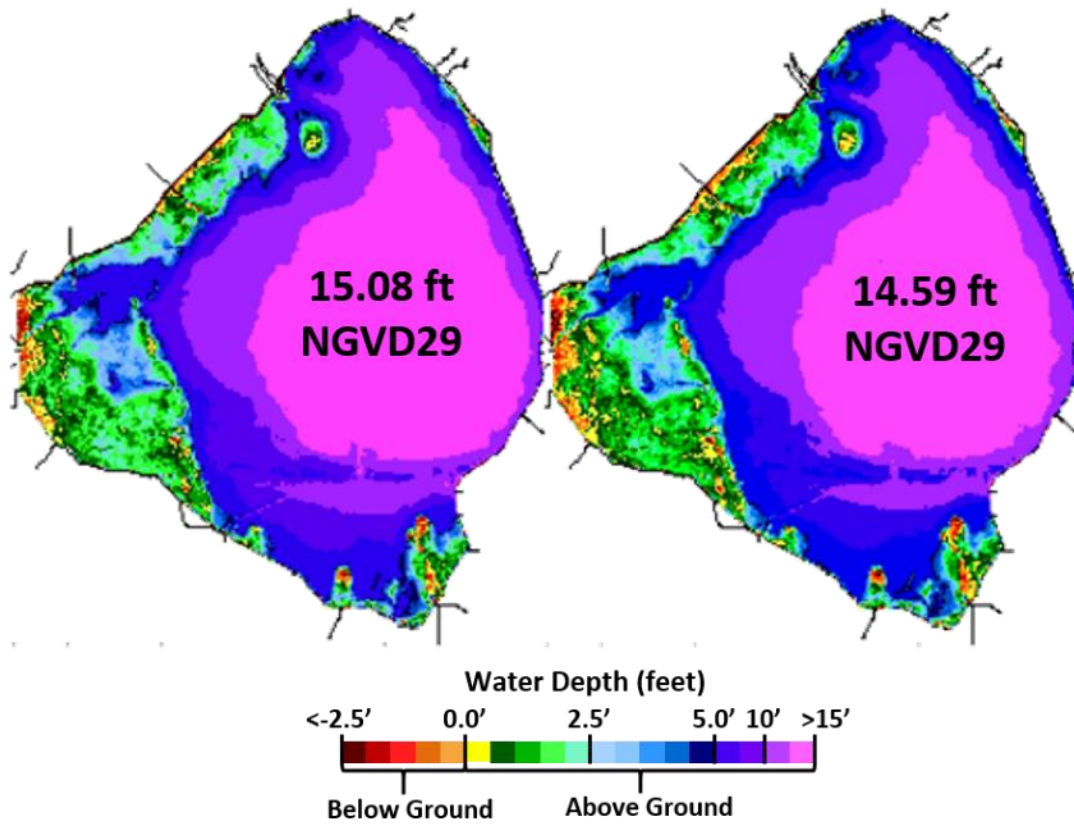 15.08 ft
NGVD29
14.59 ft
NGVD29
Water Depth (feet)
<-2.5’ 0.0’ 2.5’ 5.0’ 10’ >15’
Below Ground Above Ground